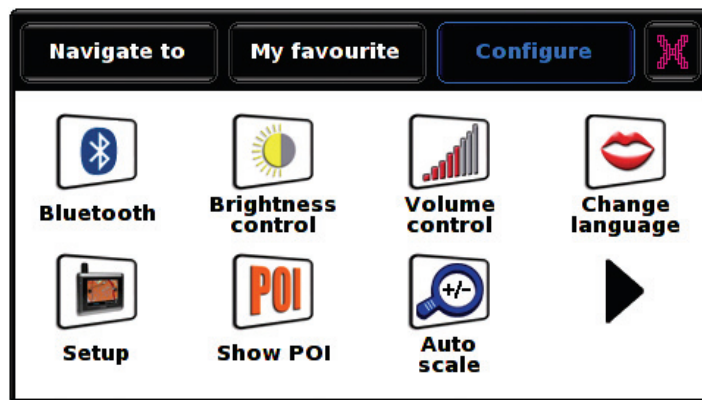 Navigate to
My favourite
Configure
X
Bluetooth
Brightness
control
Volume
control
Change
language
Setup
POI
Show POI
+/-
Auto
scale